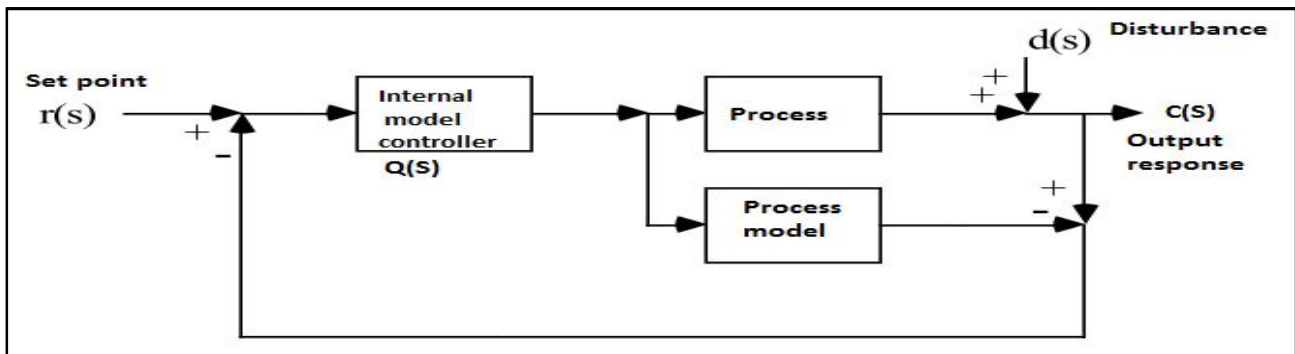 Disturbance
d(s)
Set point
r(s)
+
-
Internal
model
controller
Q(S)
Process
+
+
C(S)
Output
response
Process
model
+
-